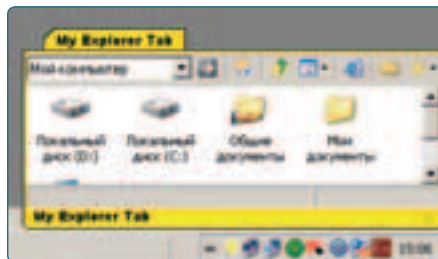 My Explorer Tab
Мой компьютер
Локальный диск (D:)
Локальный диск (C:)
Общие документы
Мои документы
My Explorer Tab
15:06